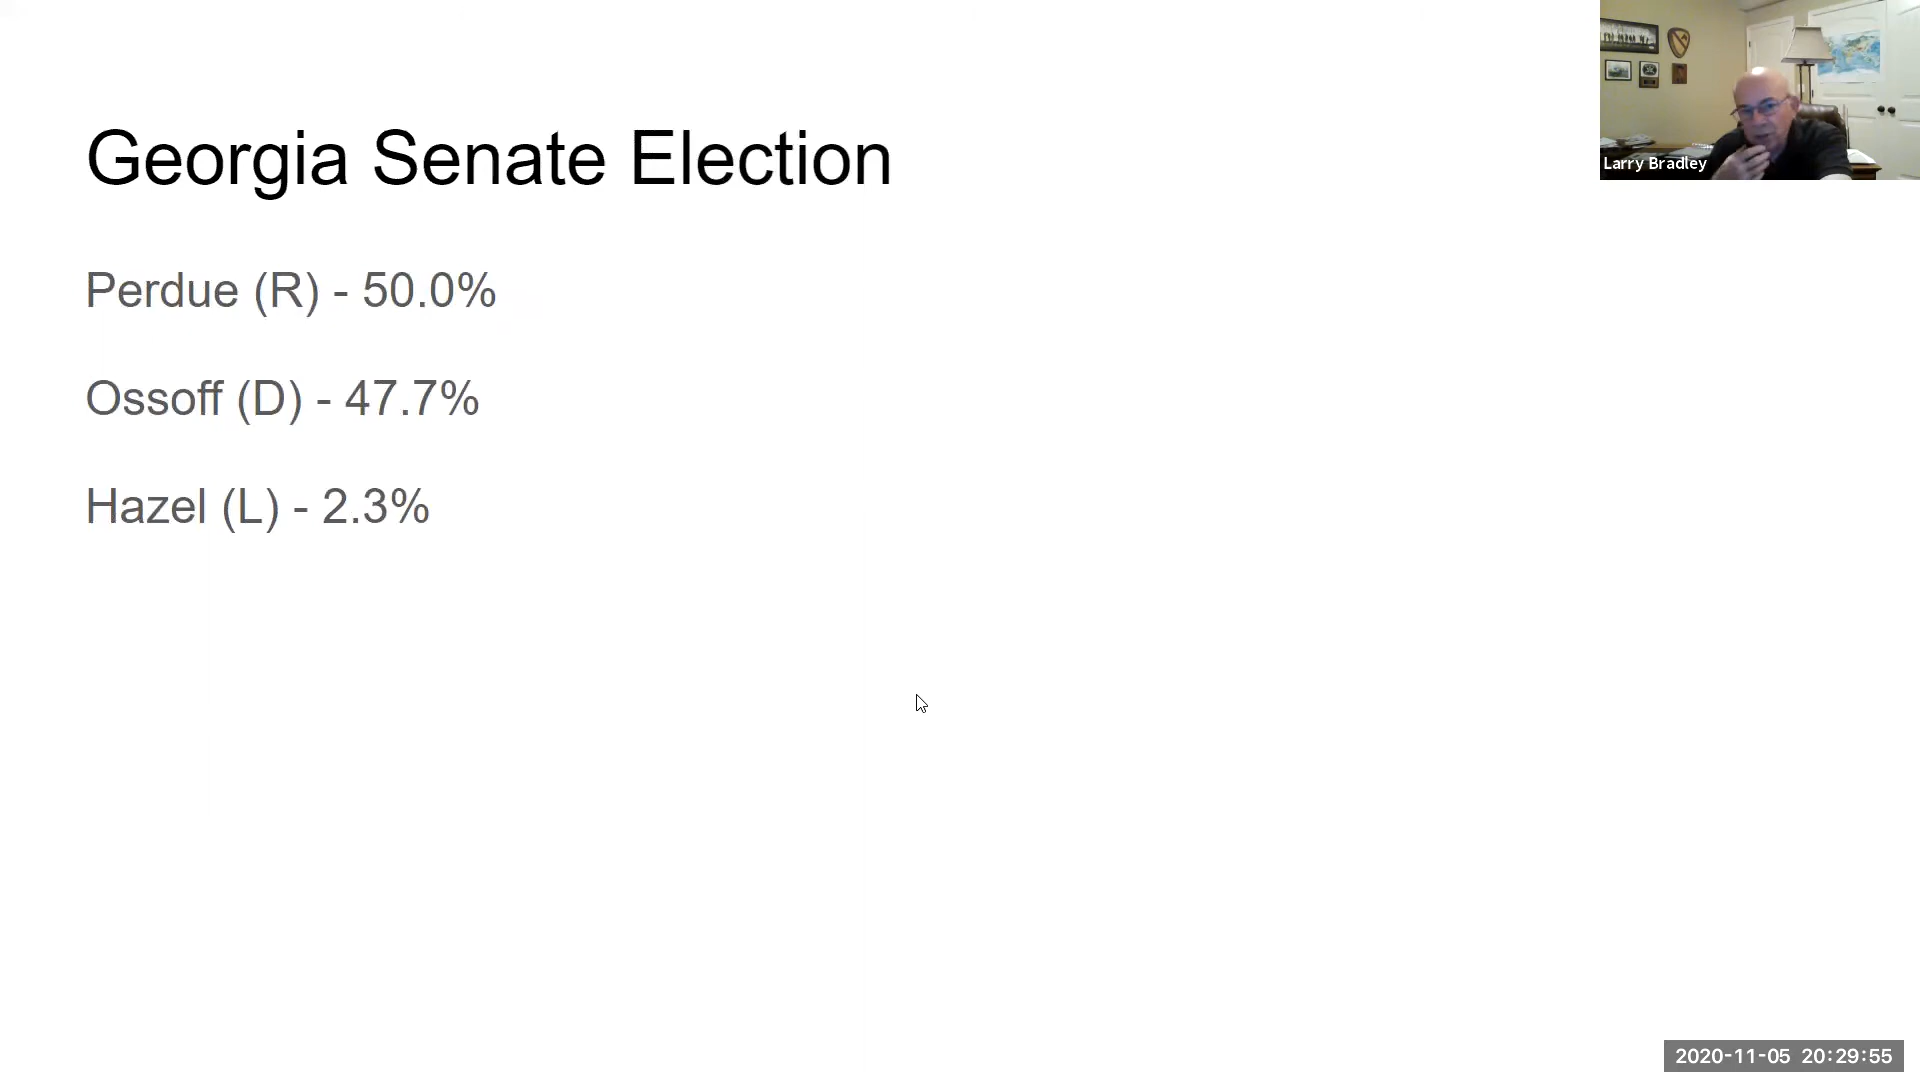 Georgia Senate Election
Perdue (R) - 50.0%
Ossoff (D) - 47.7%
Hazel (L) - 2.3%
Larry Bradley
2020-11-05 20:29:55